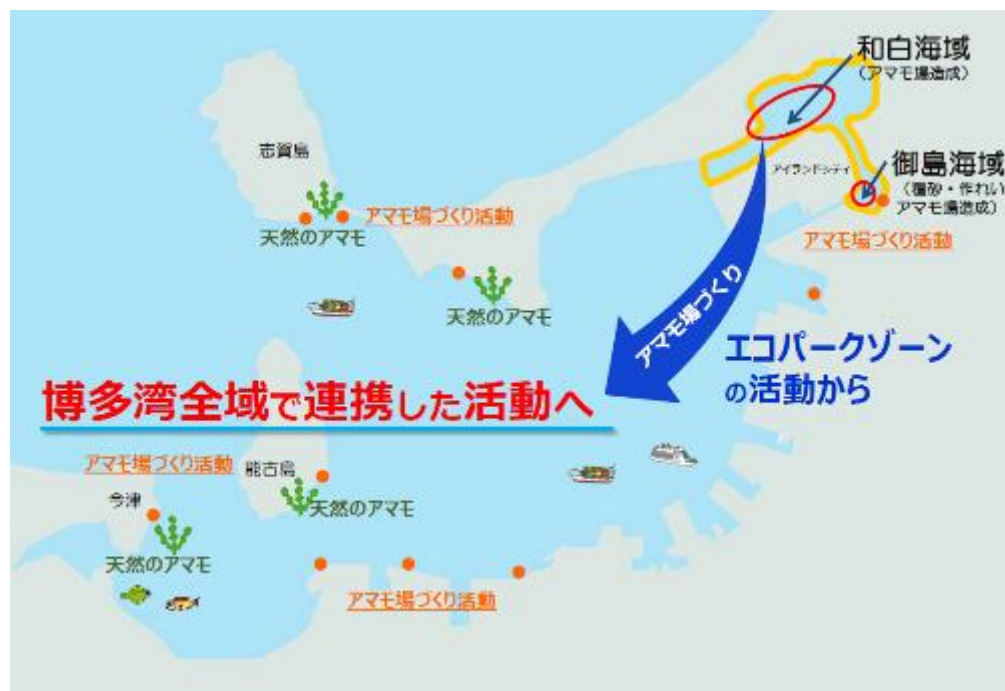 和白海域
(アマモ場造成)
志賀島
アイランドシティ
御島海域
(覆砂・作れい
アマモ場造成)
アマモ場づくり活動
天然のアマモ
アマモ場づくり活動
天然のアマモ
アマモ場づくり
エコパークゾーン
の活動から
博多湾全域で連携した活動へ
アマモ場づくり活動
能古島
今津
天然のアマモ
天然のアマモ
アマモ場づくり活動